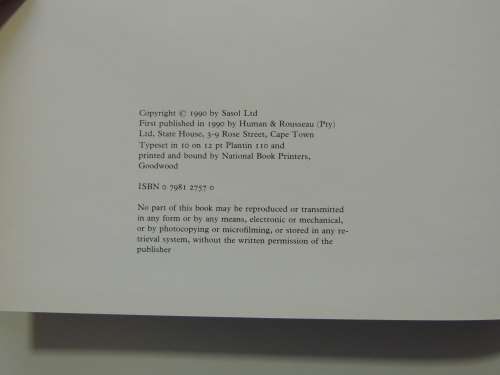 Copyright © 1990 by Sasol Ltd
First published in 1990 by Human & Rousseau (Pty)
Ltd, State House, 3-9 Rose Street, Cape Town
Typeset in 10 on 12 pt Plantin 110 and
printed and bound by National Book Printers,
Goodwood
ISBN 0 7981 2757 0
No part of this book may be reproduced or transmitted
in any form or by any means, electronic or mechanical,
or by photocopying or microfilming, or stored in any re-
trieval system, without the written permission of the
publisher